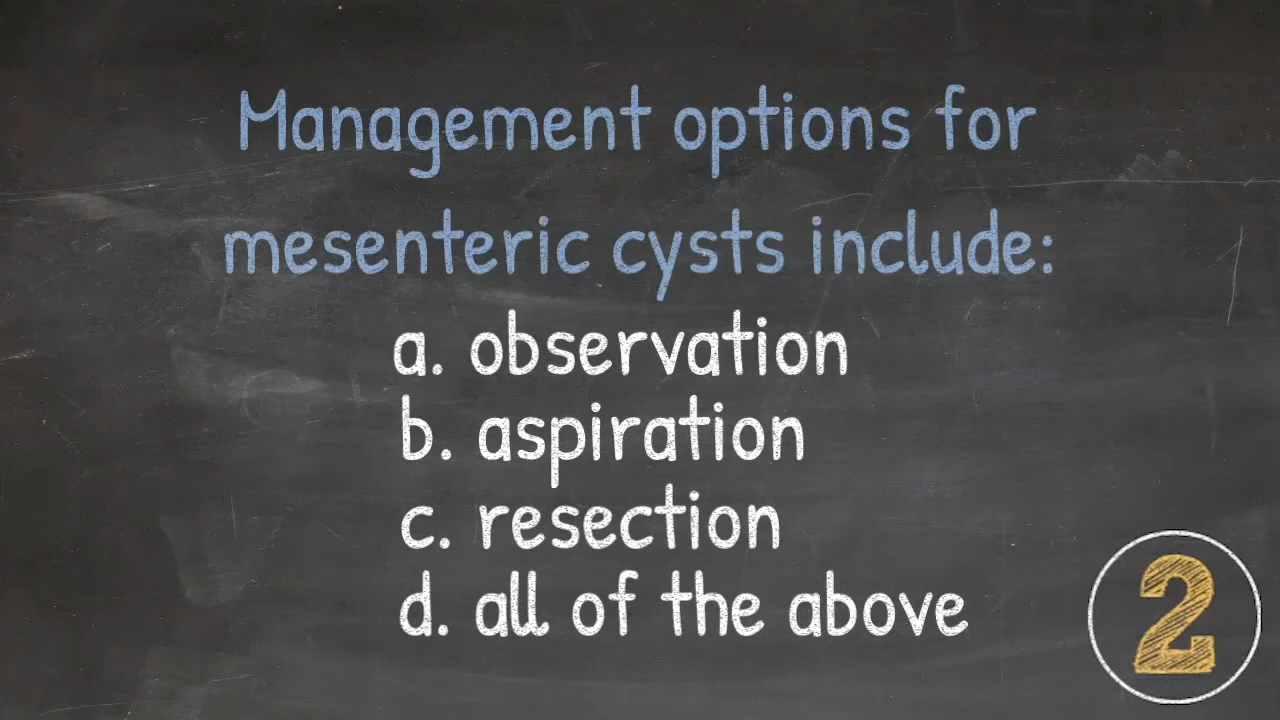 Management options for
mesenteric cysts include:
a. observation
b. aspiration
c. resection
d. all of the above
2